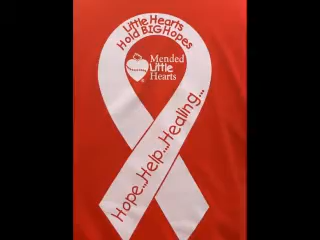 Little Hearts
Hold BIG Hopes
Mended
Little
Hearts
Hope...Help...Healing...